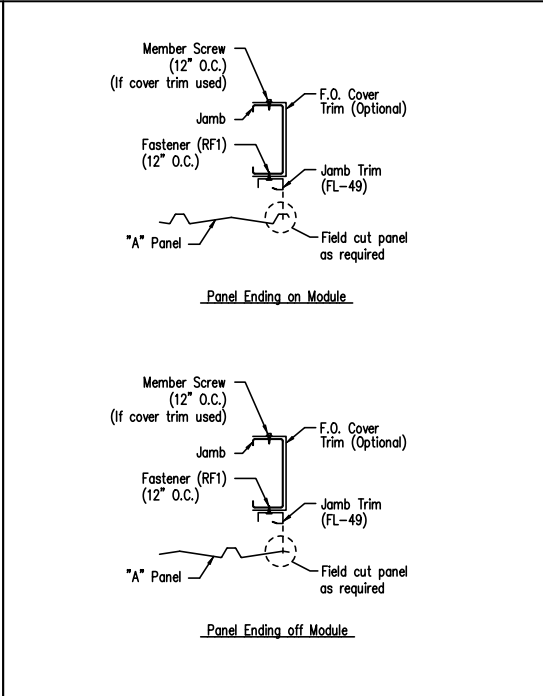 Member Screw
(12" O.C.)
(If cover trim used)
F.O. Cover
Trim (Optional)
Jamb
Fastener (RF1)
(12" O.C.)
Jamb Trim
(FL-49)
"A" Panel
Field cut panel
as required
Panel Ending on Module
Member Screw
(12" O.C.)
(If cover trim used)
F.O. Cover
Trim (Optional)
Jamb
Fastener (RF1)
(12" O.C.)
Jamb Trim
(FL-49)
"A" Panel
Field cut panel
as required
Panel Ending off Module